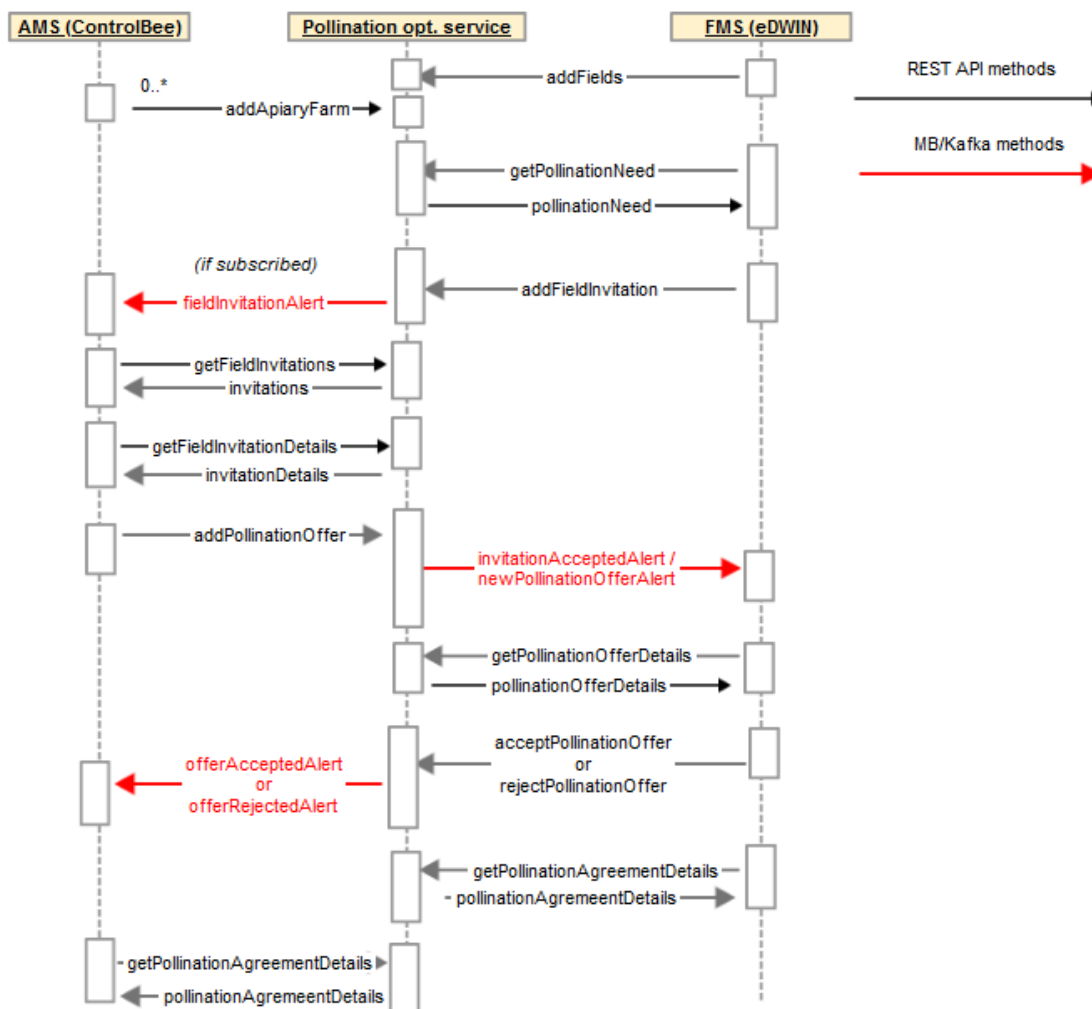 AMS (ControlBee)
Pollination opt. service
FMS (eDWIN)
addFields
REST API methods
0..*
addApiaryFarm
MB/Kafka methods
getPollinationNeed
pollinationNeed
(if subscribed)
addFieldInvitation
fieldInvitationAlert
getFieldInvitations
invitations
getFieldInvitationDetails
invitationDetails
addPollinationOffer
invitationAcceptedAlert /
newPollinationOfferAlert
getPollinationOfferDetails
pollinationOfferDetails
acceptPollinationOffer
or
rejectPollinationOffer
offerAcceptedAlert
or
offerRejectedAlert
getPollinationAgreementDetails
pollinationAgremeentDetails
getPollinationAgreementDetails
pollinationAgremeentDetails